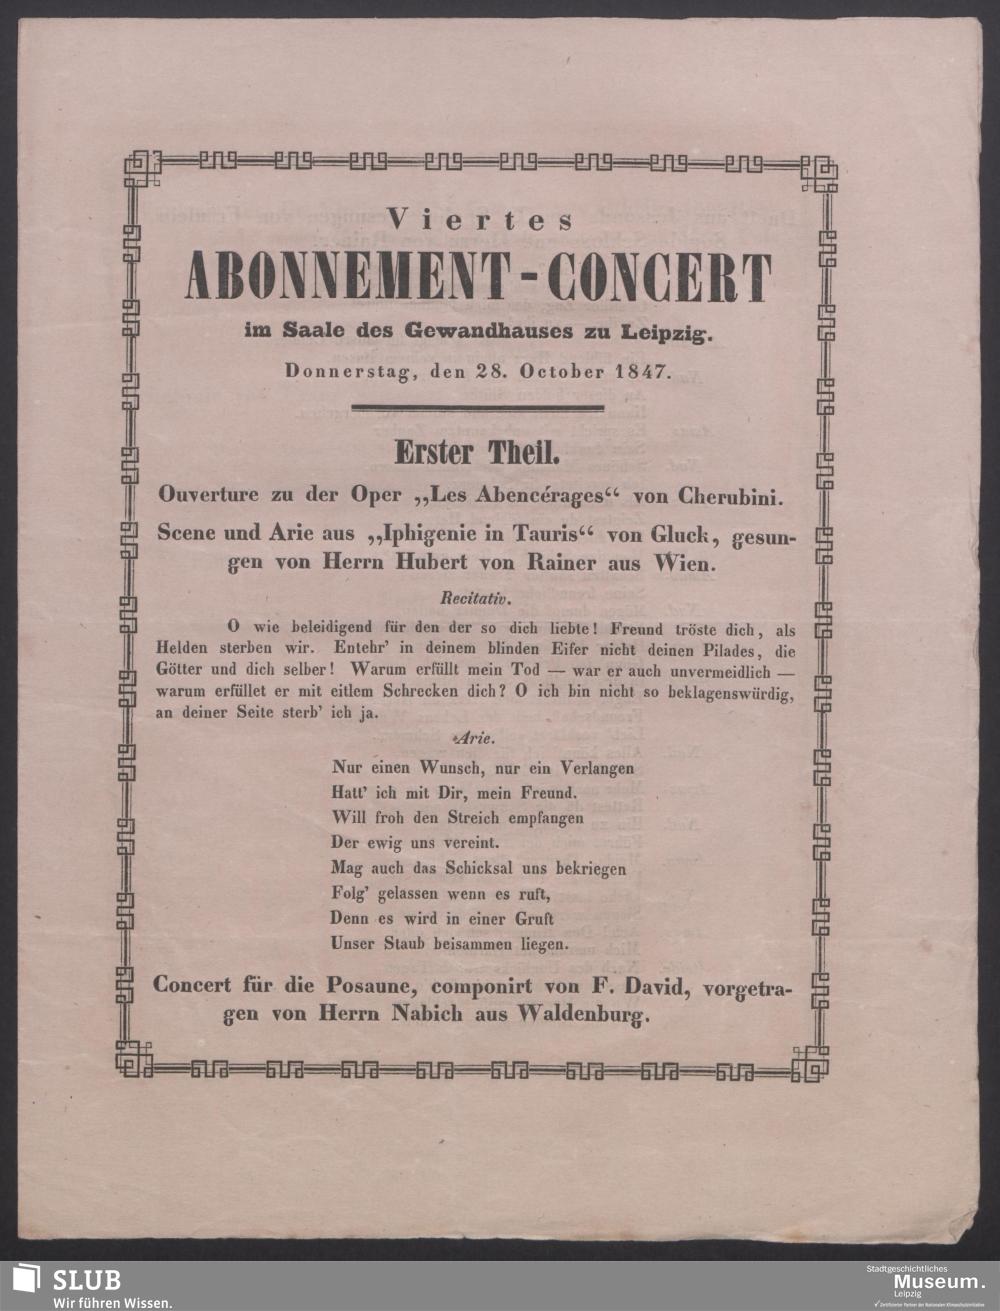 Viertes
ABONNEMENT-CONCERT
im Saale des Gewandhauses zu Leipzig.
Donnerstag, den 28. October 1847.
Erster Theil.
Ouverture zu der Oper „Les Abencérages“ von Cherubini.
Scene und Arie aus „Iphigenie in Tauris“ von Gluck, gesun-
gen von Herrn Hubert von Rainer aus Wien.
Recitativ.
O wie beleidigend für den der so dich liebte! Freund tröste dich, als
Helden sterben wir. Entehr' in deinem blinden Eifer nicht deinen Pilades, die
Götter und dich selber! Warum erfüllt mein Tod — war er auch unvermeidlich —
warum erfüllet er mit eitlem Schrecken dich? O ich bin nicht so beklagenswürdig,
an deiner Seite sterb' ich ja.
Arie.
Nur einen Wunsch, nur ein Verlangen
Hatt' ich mit Dir, mein Freund.
Will froh den Streich empfangen
Der ewig uns vereint.
Mag auch das Schicksal uns bekriegen
Folg' gelassen wenn es ruft,
Denn es wird in einer Gruft
Unser Staub beisammen liegen.
Concert für die Posaune, componirt von F. David, vorgetra-
gen von Herrn Nabich aus Waldenburg.
SLUB
Wir führen Wissen.
Stadtgeschichtliches
Museum.
Leipzig
Zertifizierter Partner der Nationalen Klimaschutzinitiative